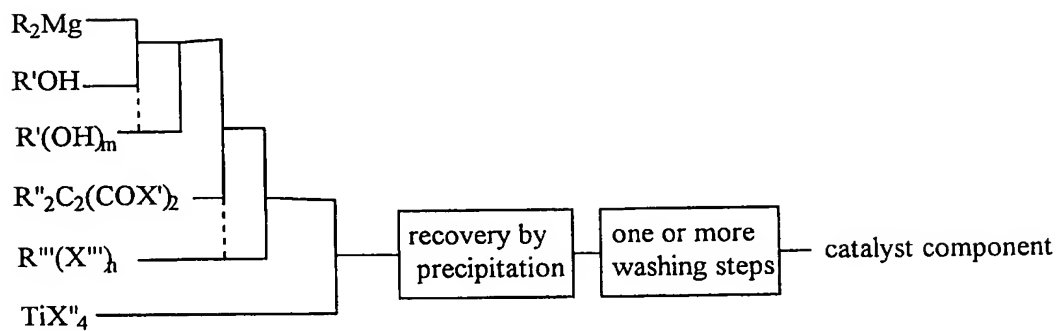 R₂Mg
R'OH
R'(OH)ₘ
R"₂C₂(COX')₂
R'''(X''')ₙ
TiX"₄
recovery by
precipitation
one or more
washing steps
catalyst component